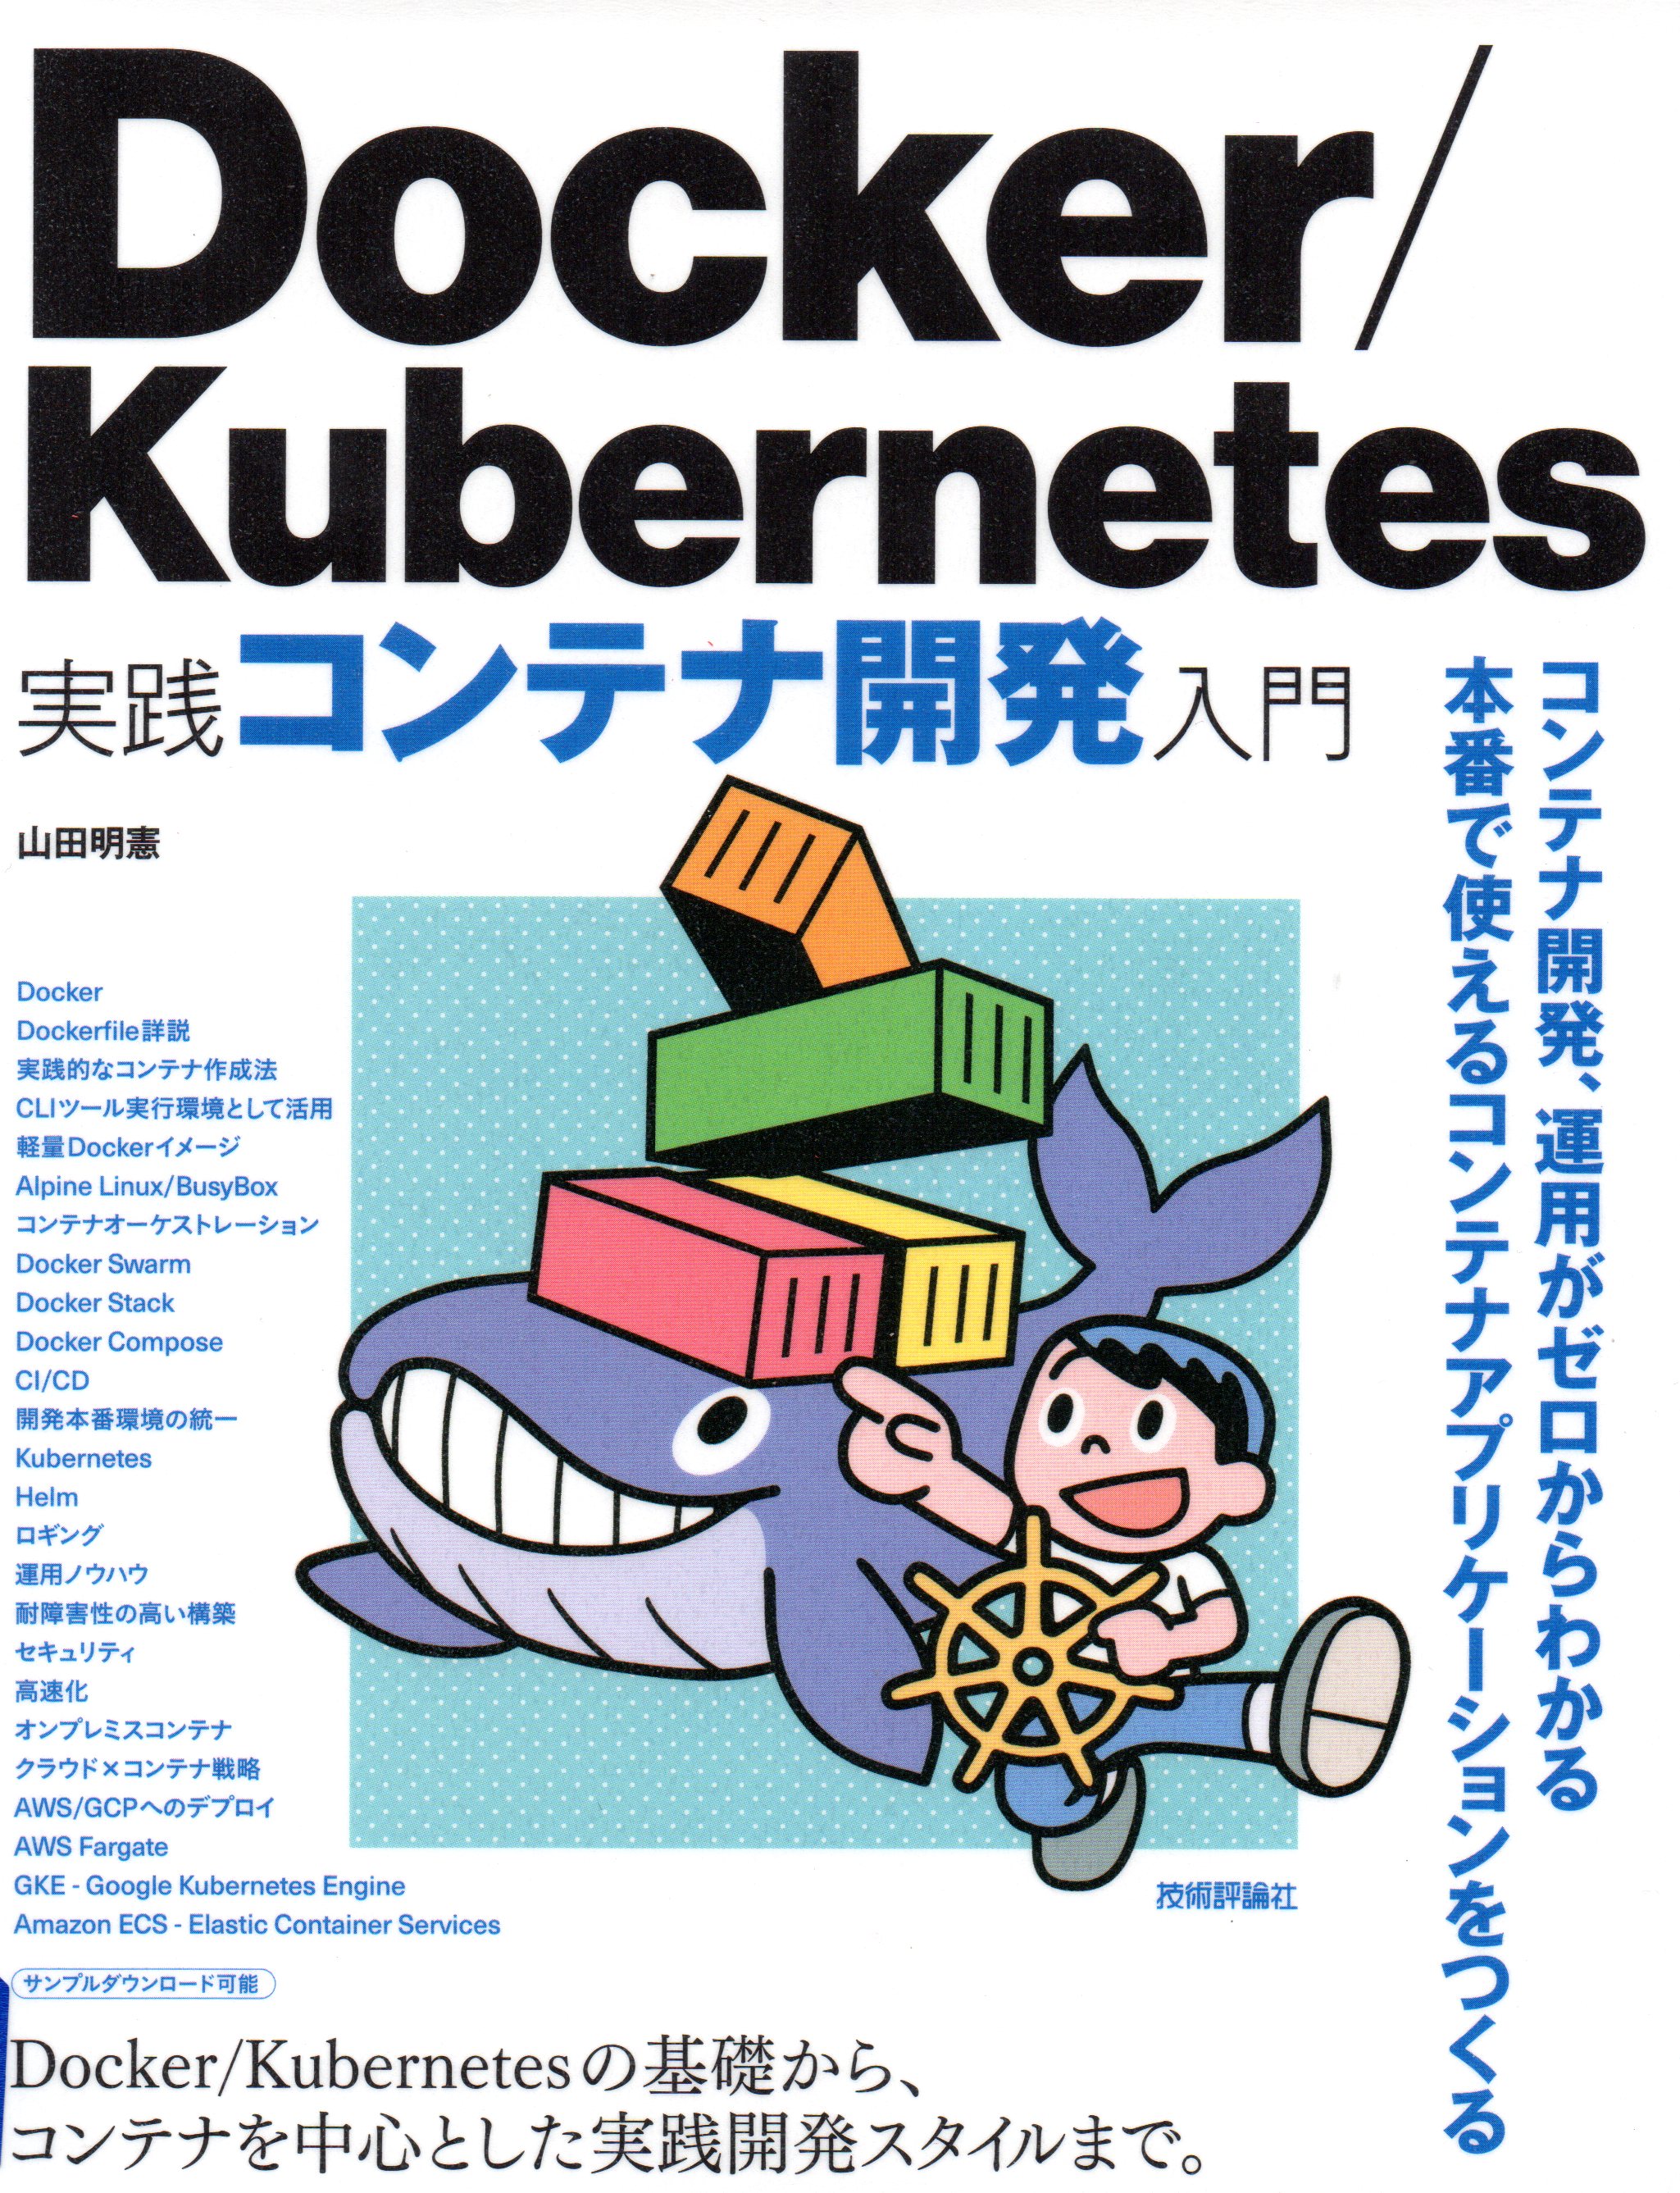 Docker/
Kubernetes
実践コンテナ開発入門
コンテナ開発、運用がゼロからわかる
本番で使えるコンテナアプリケーションをつくる
山田明憲
Docker
Dockerfile詳説
実践的なコンテナ作成法
CLIツール実行環境として活用
軽量Dockerイメージ
Alpine Linux/BusyBox
コンテナオーケストレーション
Docker Swarm
Docker Stack
Docker Compose
CI/CD
開発本番環境の統一
Kubernetes
Helm
ロギング
運用ノウハウ
耐障害性の高い構築
セキュリティ
高速化
オンプレミスコンテナ
クラウド×コンテナ戦略
AWS/GCPへのデプロイ
AWS Fargate
GKE - Google Kubernetes Engine
Amazon ECS - Elastic Container Services
技術評論社
サンプルダウンロード可能
Docker/Kubernetesの基礎から、
コンテナを中心とした実践開発スタイルまで。